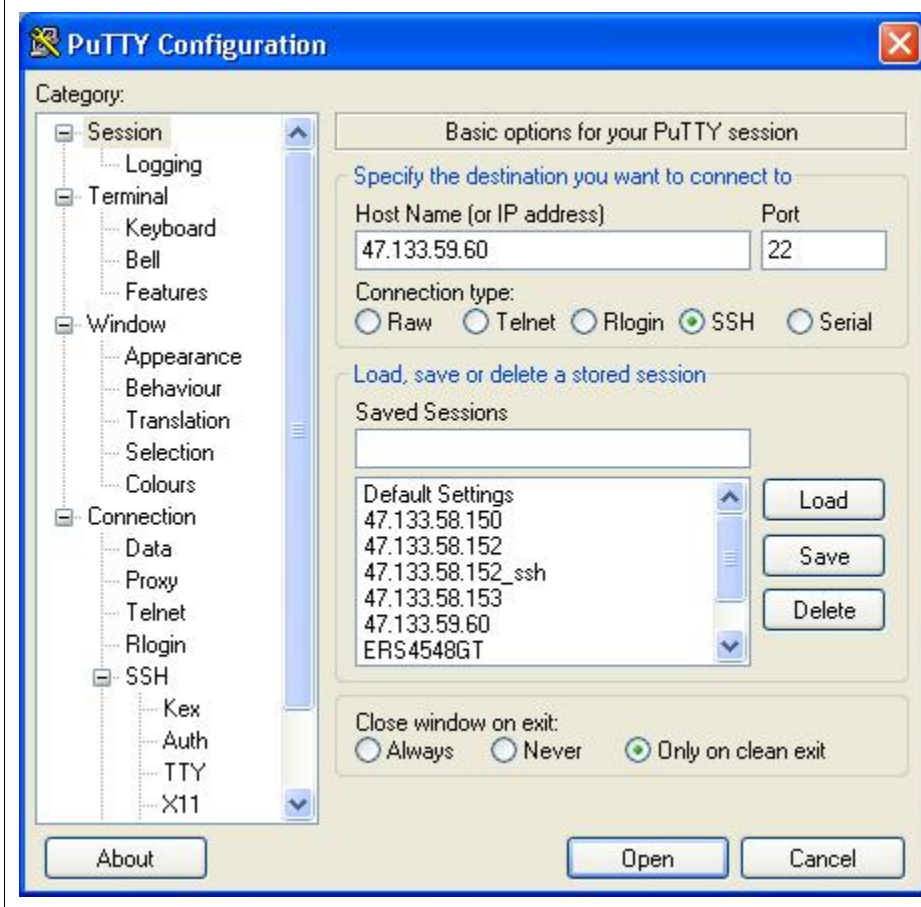 PuTTY Configuration
Category:
Session
Logging
Terminal
Keyboard
Bell
Features
Window
Appearance
Behaviour
Translation
Selection
Colours
Connection
Data
Proxy
Telnet
Rlogin
SSH
Kex
Auth
TTY
X11
Basic options for your PuTTY session
Specify the destination you want to connect to
Host Name (or IP address) Port
47.133.59.60 22
Connection type:
Raw Telnet Rlogin SSH Serial
Load, save or delete a stored session
Saved Sessions
Default Settings
47.133.58.150
47.133.58.152
47.133.58.152_ssh
47.133.58.153
47.133.59.60
ERS4548GT
Load
Save
Delete
Close window on exit:
Always Never Only on clean exit
About Open Cancel